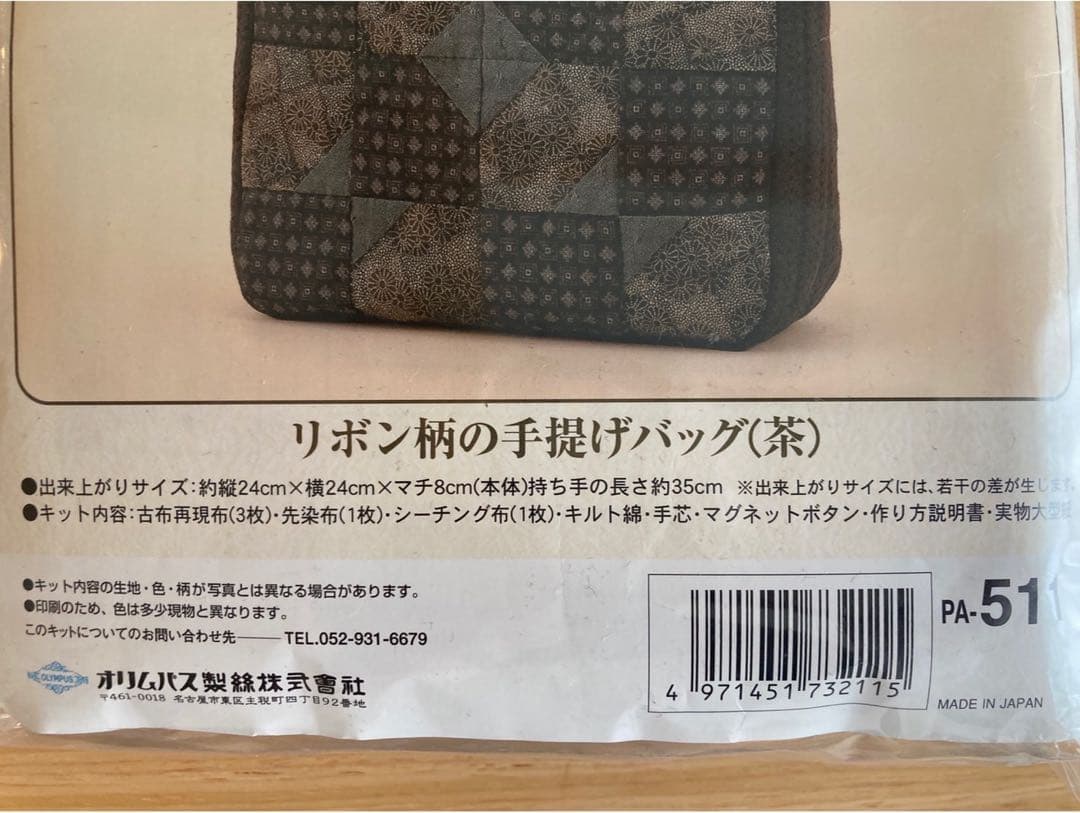 リボン柄の手提げバッグ(茶)
●出来上がりサイズ:約縦24cm×横24cm×マチ8cm(本体)持ち手の長さ約35cm ※出来上がりサイズには、若干の差が生じます
●キット内容:古布再現布(3枚)・先染布(1枚)・シーチング布(1枚)・キルト綿・手芯・マグネットボタン・作り方説明書・実物大型紙
●キット内容の生地・色・柄が写真とは異なる場合があります。
●印刷のため、色は多少現物と異なります。
このキットについてのお問い合わせ先――― TEL.052-931-6679
OLYMPUS オリムパス製絲株式會社
〒461-0018 名古屋市東区主税町四丁目92番地
4 971451 732115
PA-51
MADE IN JAPAN